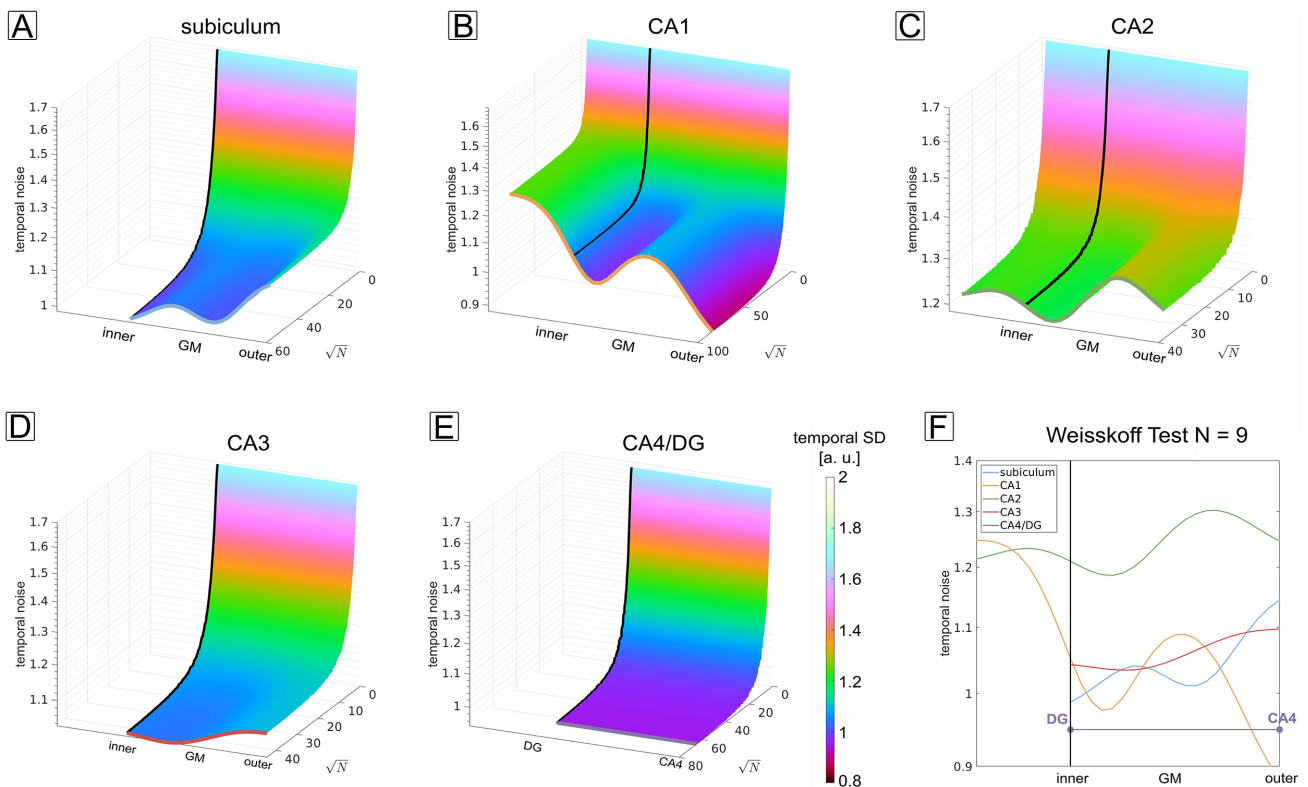 A
subiculum
1.7
1.6
1.5
1.4
1.3
1.2
1.1
1
temporal noise
inner
GM
outer
0
20
40
60
√N
B
CA1
1.6
1.5
1.4
1.3
1.2
1.1
1
0.9
temporal noise
inner
GM
outer
0
50
100
√N
C
CA2
1.7
1.6
1.5
1.4
1.3
1.2
temporal noise
inner
GM
outer
0
10
20
30
40
√N
D
CA3
1.7
1.6
1.5
1.4
1.3
1.2
1.1
temporal noise
inner
GM
outer
0
10
20
30
40
√N
E
CA4/DG
1.7
1.6
1.5
1.4
1.3
1.2
1.1
1
temporal noise
DG
CA4
0
20
40
60
80
√N
temporal SD
[a. u.]
2
1.8
1.6
1.4
1.2
1
0.8
F
Weisskoff Test N = 9
1.4
1.3
1.2
1.1
1
0.9
temporal noise
subiculum
CA1
CA2
CA3
CA4/DG
DG
CA4
inner
GM
outer